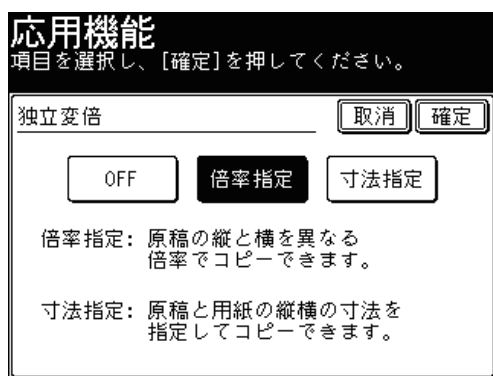 応用機能
項目を選択し、[確定]を押してください。
独立変倍 取消 確定
OFF 倍率指定 寸法指定
倍率指定: 原稿の縦と横を異なる
倍率でコピーできます。
寸法指定: 原稿と用紙の縦横の寸法を
指定してコピーできます。